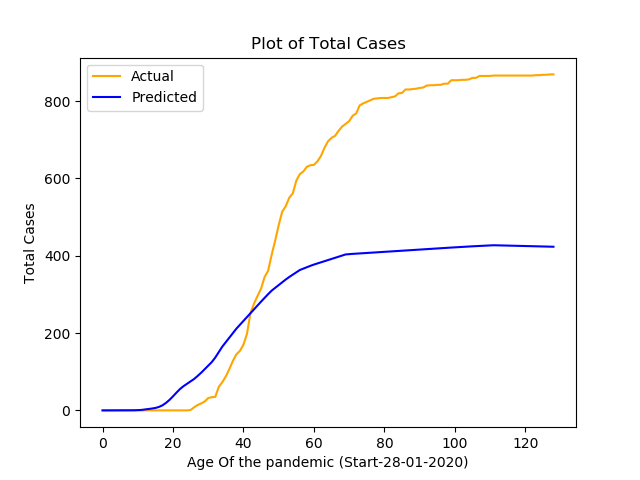 Plot of Total Cases
Actual
Predicted
800
600
400
200
0
Total Cases
0 20 40 60 80 100 120
Age Of the pandemic (Start-28-01-2020)